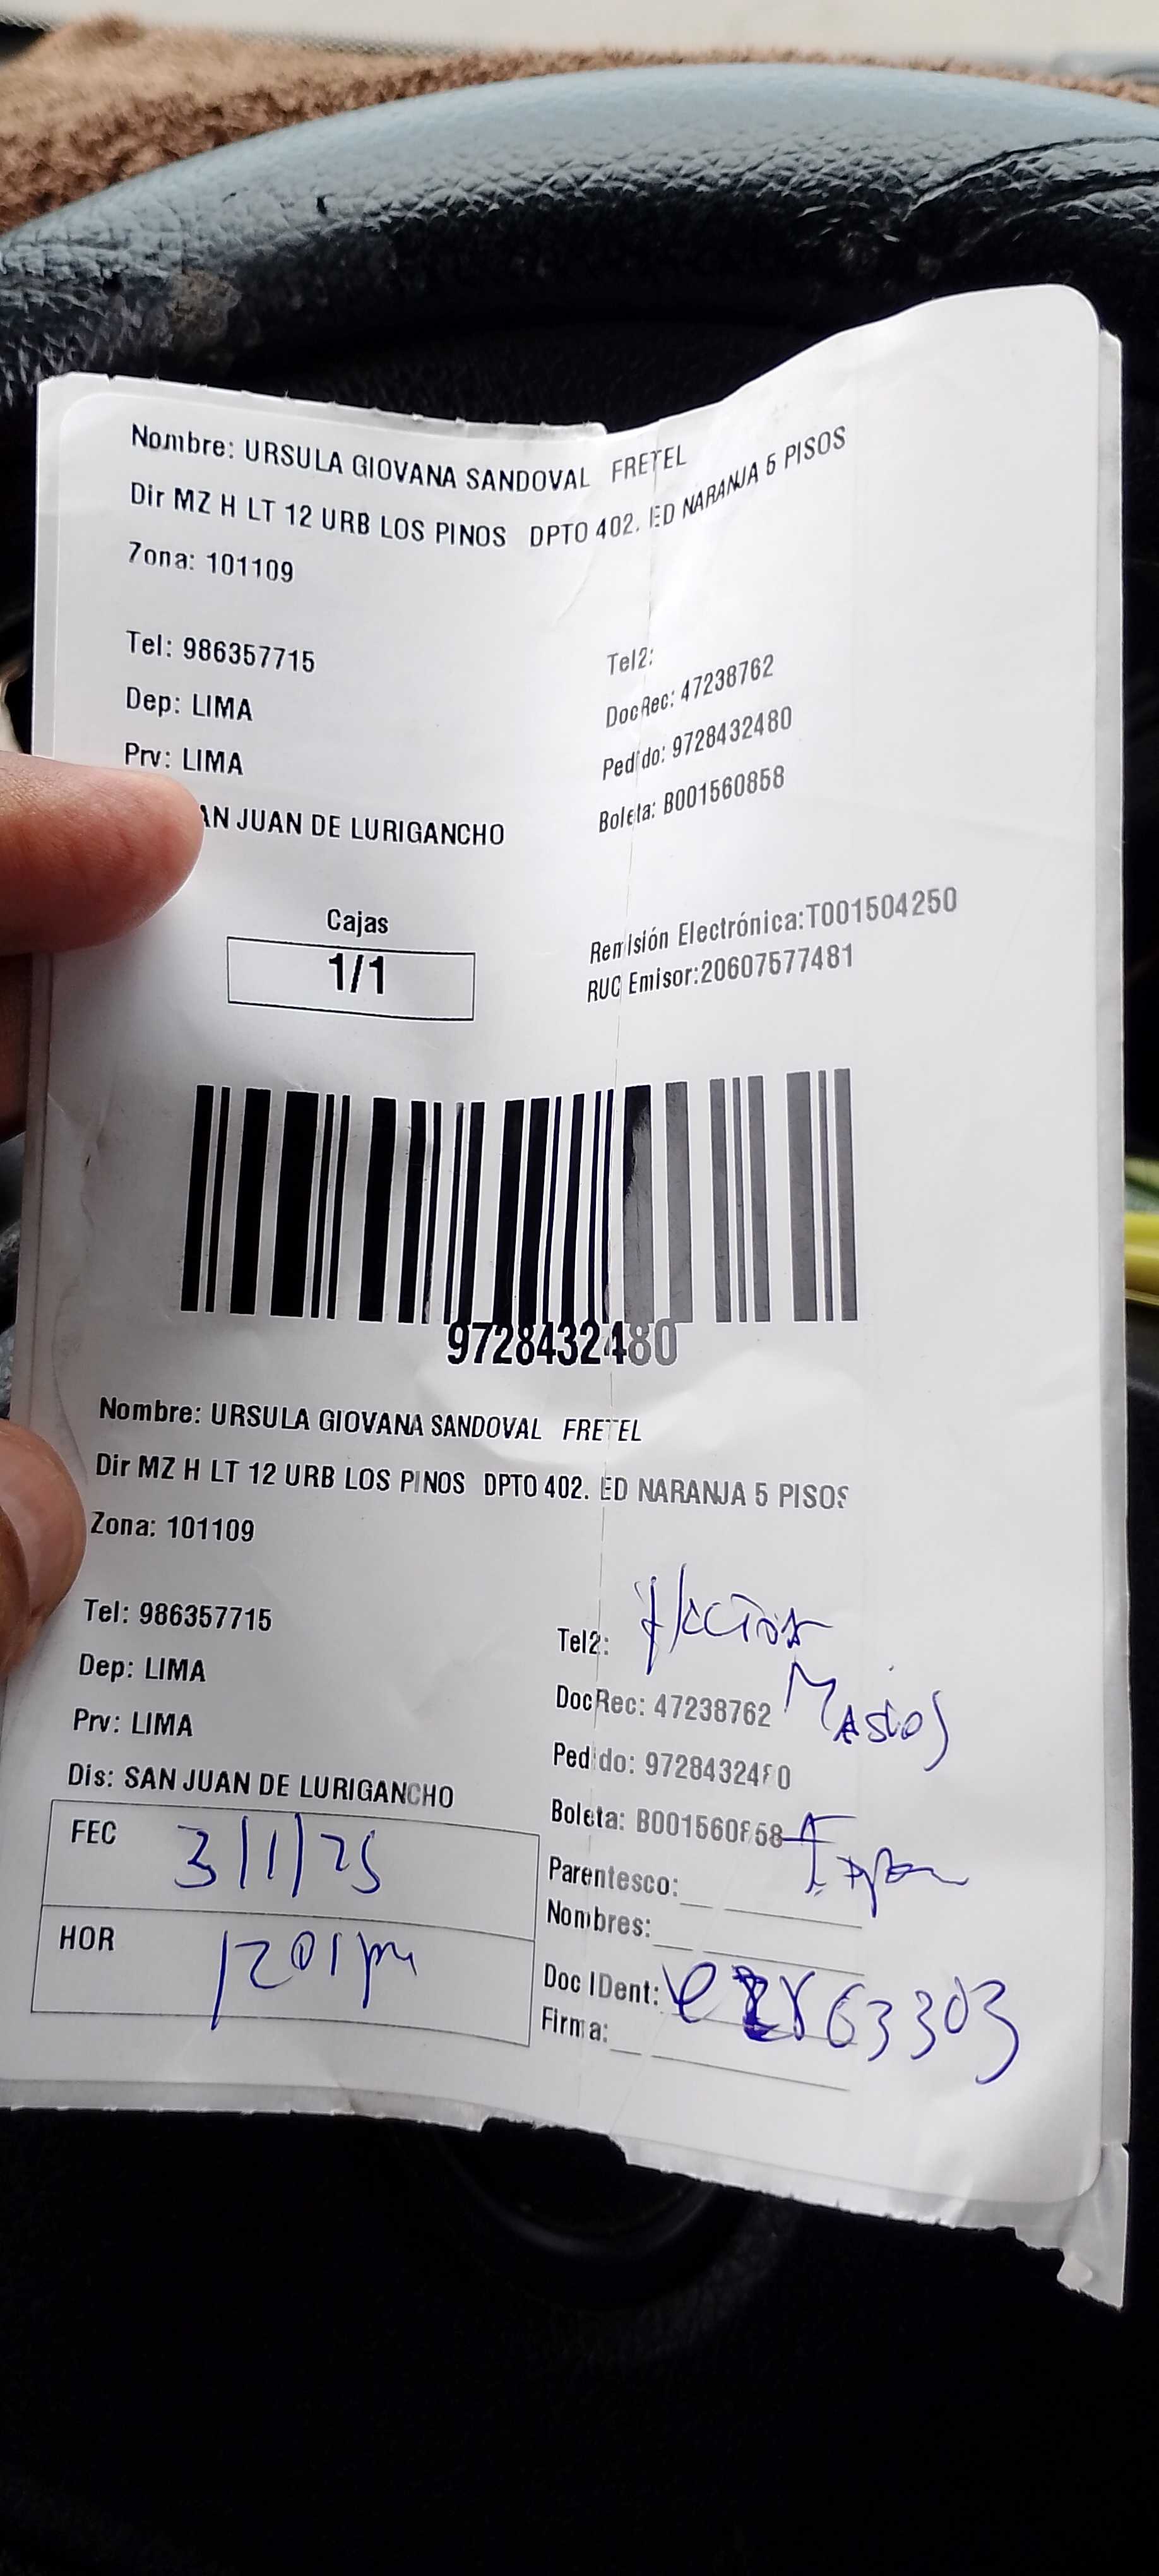 Nombre: URSULA GIOVANA SANDOVAL FRETEL
Dir MZ H LT 12 URB LOS PINOS DPTO 402. ED NARANJA 5 PISOS
Zona: 101109
Tel: 986357715
Tel2:
Dep: LIMA
DocRec: 47238762
Prv: LIMA
Pedido: 9728432480
AN JUAN DE LURIGANCHO
Boleta: B001560858
Cajas
1/1
Remisión Electrónica:T001504250
RUC Emisor:20607577481
9728432480
Nombre: URSULA GIOVANA SANDOVAL FRETEL
Dir MZ H LT 12 URB LOS PINOS DPTO 402. ED NARANJA 5 PISOS
Zona: 101109
Tel: 986357715
Tel2:
Dep: LIMA
DocRec: 47238762
Prv: LIMA
Pedido: 9728432480
Dis: SAN JUAN DE LURIGANCHO
Boleta: B001560858
FEC 3/1/25
Parentesco:
Nombres:
HOR 1201pm
Doc IDent:
Firma: